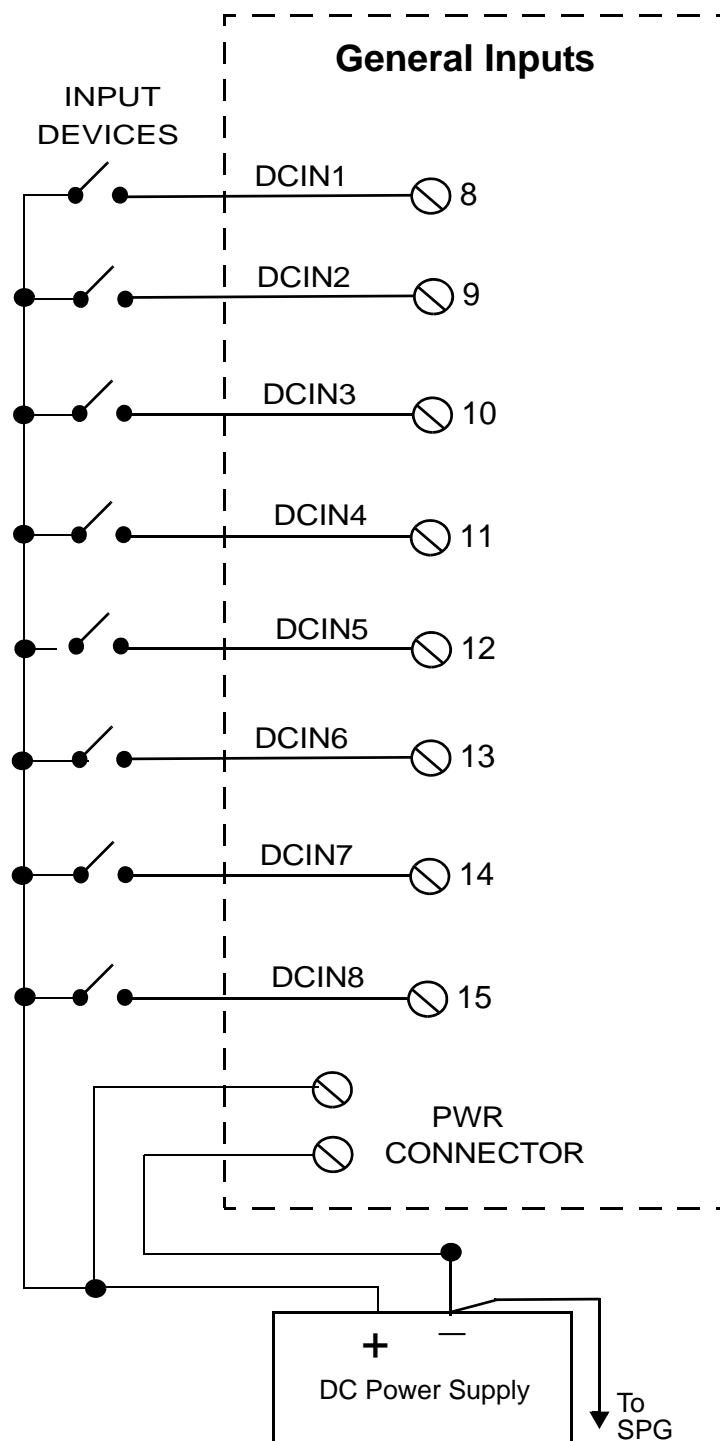 General Inputs
INPUT
DEVICES
DCIN1
8
DCIN2
9
DCIN3
10
DCIN4
11
DCIN5
12
DCIN6
13
DCIN7
14
DCIN8
15
PWR
CONNECTOR
+ —
DC Power Supply
To
SPG